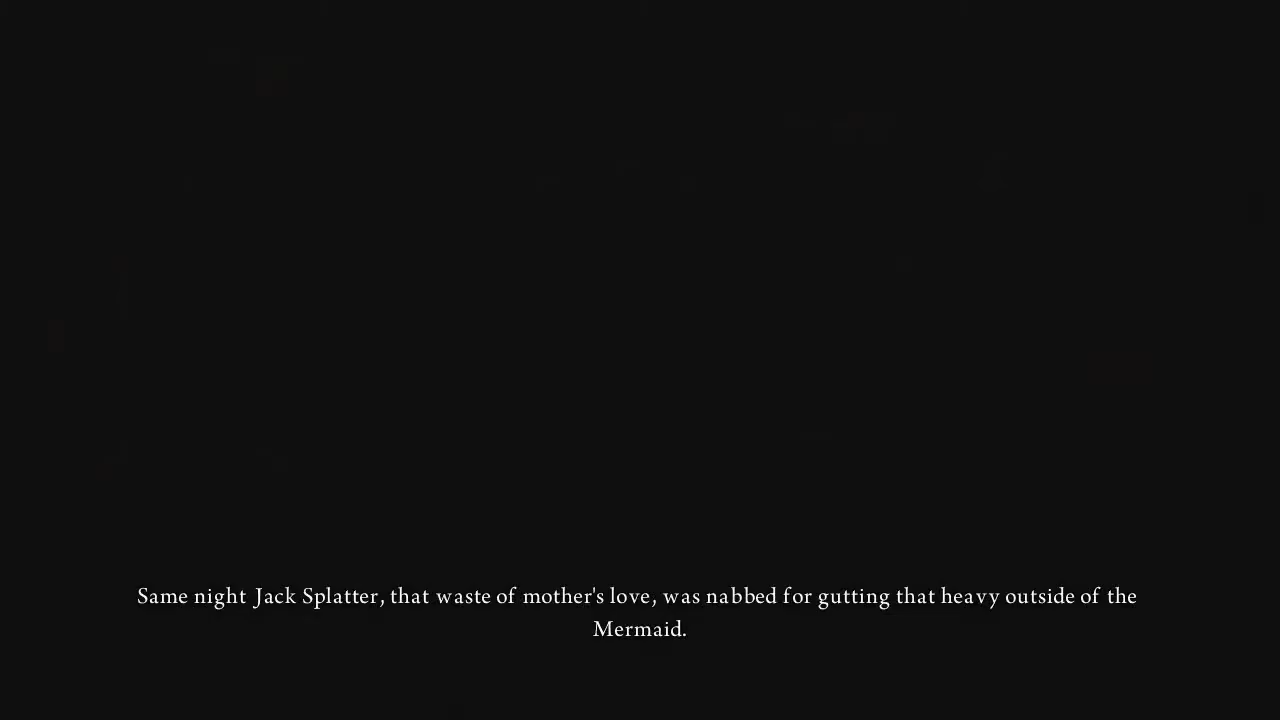 Same night Jack Splatter, that waste of mother's love, was nabbed for gutting that heavy outside of the
Mermaid.